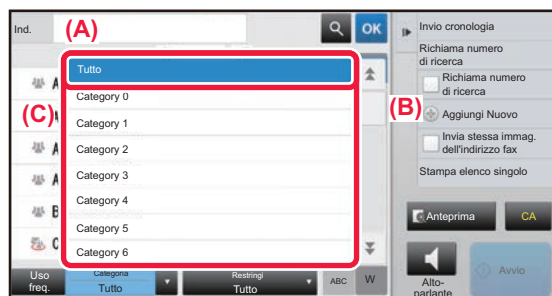 Ind.
(A)
OK
Tutto
Category 0
Category 1
Category 2
Category 3
Category 4
Category 5
Category 6
(C)
A
A
A
B
C
(B)
Invio cronologia
Richiama numero
di ricerca
Richiama numero
di ricerca
Aggiungi Nuovo
Invia stessa immag.
dell'indirizzo fax
Stampa elenco singolo
Anteprima
CA
Uso
freq.
Categoria
Tutto
Restringi
Tutto
ABC
W
Alto-
parlante
Avvio